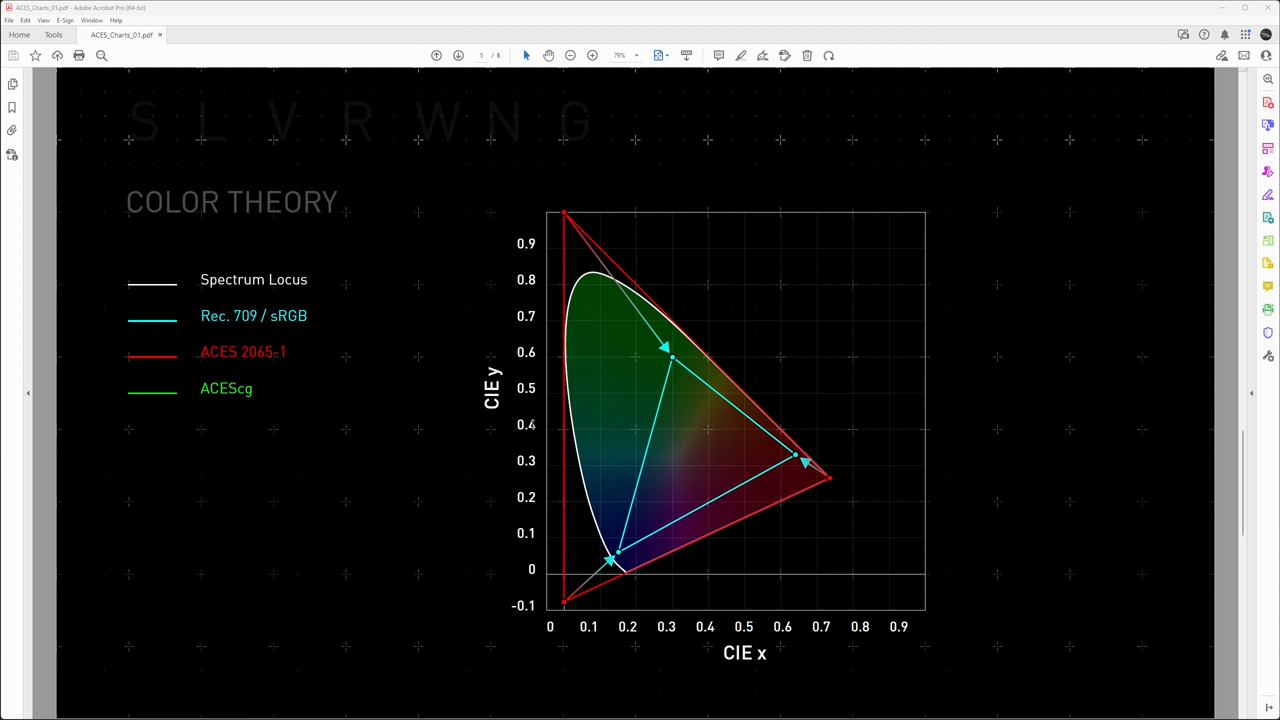 ACES_Charts_01.pdf - Adobe Acrobat Pro (64-bit)
File Edit View E-Sign Window Help
Home Tools ACES_Charts_01.pdf ×
5 / 6 79%
S L V R W N G
COLOR THEORY
Spectrum Locus
Rec. 709 / sRGB
ACES 2065-1
ACEScg
CIE y
0.9
0.8
0.7
0.6
0.5
0.4
0.3
0.2
0.1
0
-0.1
0 0.1 0.2 0.3 0.4 0.5 0.6 0.7 0.8 0.9
CIE x